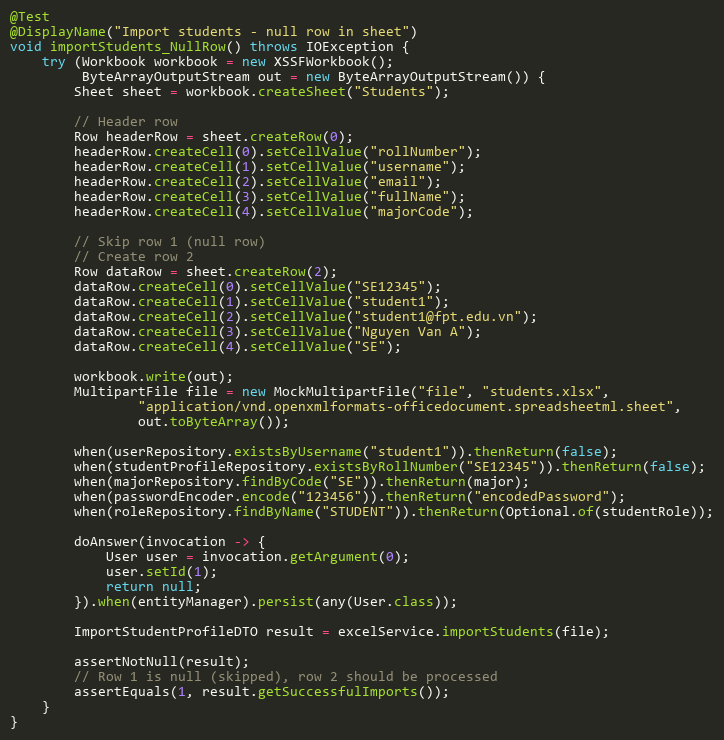 @Test
@DisplayName("Import students - null row in sheet")
void importStudents_NullRow() throws IOException {
    try (Workbook workbook = new XSSFWorkbook();
         ByteArrayOutputStream out = new ByteArrayOutputStream()) {
        Sheet sheet = workbook.createSheet("Students");

        // Header row
        Row headerRow = sheet.createRow(0);
        headerRow.createCell(0).setCellValue("rollNumber");
        headerRow.createCell(1).setCellValue("username");
        headerRow.createCell(2).setCellValue("email");
        headerRow.createCell(3).setCellValue("fullName");
        headerRow.createCell(4).setCellValue("majorCode");

        // Skip row 1 (null row)
        // Create row 2
        Row dataRow = sheet.createRow(2);
        dataRow.createCell(0).setCellValue("SE12345");
        dataRow.createCell(1).setCellValue("student1");
        dataRow.createCell(2).setCellValue("student1@fpt.edu.vn");
        dataRow.createCell(3).setCellValue("Nguyen Van A");
        dataRow.createCell(4).setCellValue("SE");

        workbook.write(out);
        MultipartFile file = new MockMultipartFile("file", "students.xlsx",
                "application/vnd.openxmlformats-officedocument.spreadsheetml.sheet",
                out.toByteArray());

        when(userRepository.existsByUsername("student1")).thenReturn(false);
        when(studentProfileRepository.existsByRollNumber("SE12345")).thenReturn(false);
        when(majorRepository.findByCode("SE")).thenReturn(major);
        when(passwordEncoder.encode("123456")).thenReturn("encodedPassword");
        when(roleRepository.findByName("STUDENT")).thenReturn(Optional.of(studentRole));

        doAnswer(invocation -> {
            User user = invocation.getArgument(0);
            user.setId(1);
            return null;
        }).when(entityManager).persist(any(User.class));

        ImportStudentProfileDTO result = excelService.importStudents(file);

        assertNotNull(result);
        // Row 1 is null (skipped), row 2 should be processed
        assertEquals(1, result.getSuccessfulImports());
    }
}